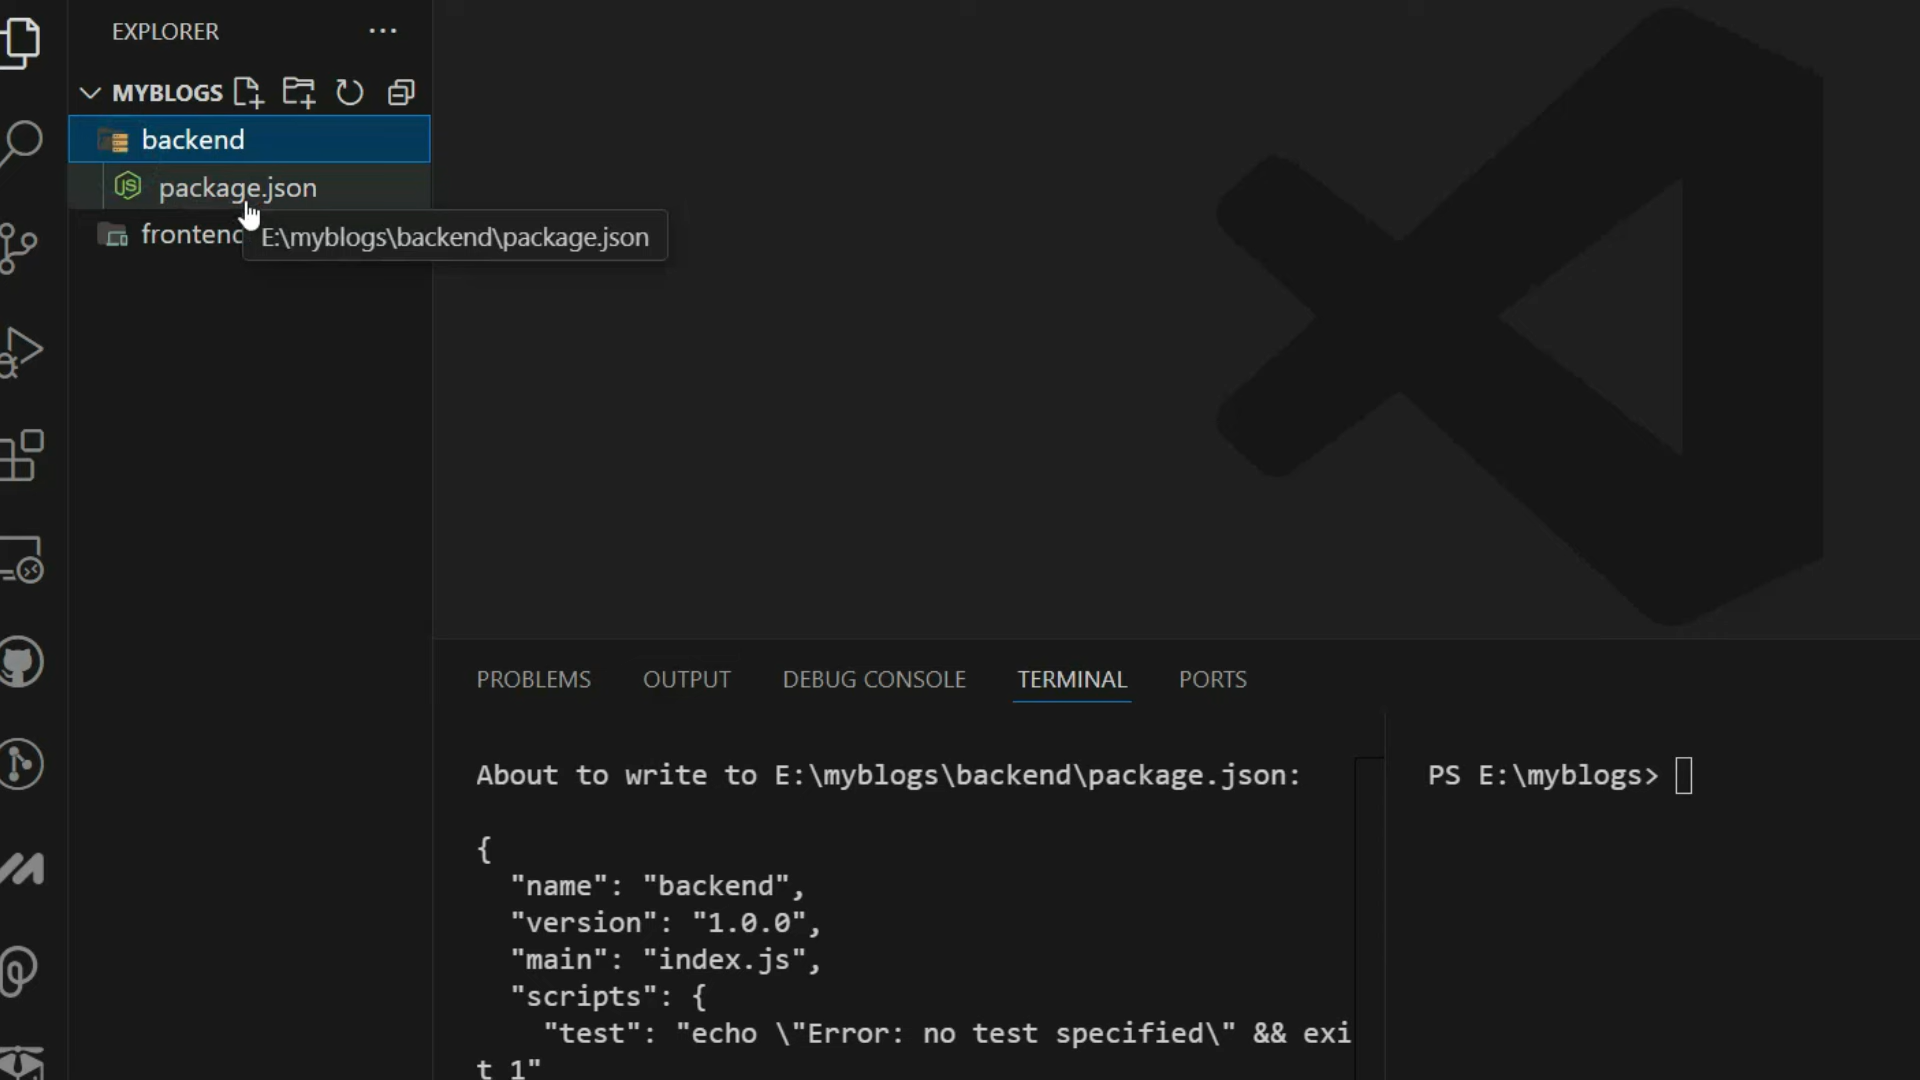 EXPLORER
MYBLOGS
backend
package.json
frontend
E:\myblogs\backend\package.json
PROBLEMS
OUTPUT
DEBUG CONSOLE
TERMINAL
PORTS
About to write to E:\myblogs\backend\package.json:
{
"name": "backend",
"version": "1.0.0",
"main": "index.js",
"scripts": {
"test": "echo \"Error: no test specified\" && exi
t 1"
PS E:\myblogs>